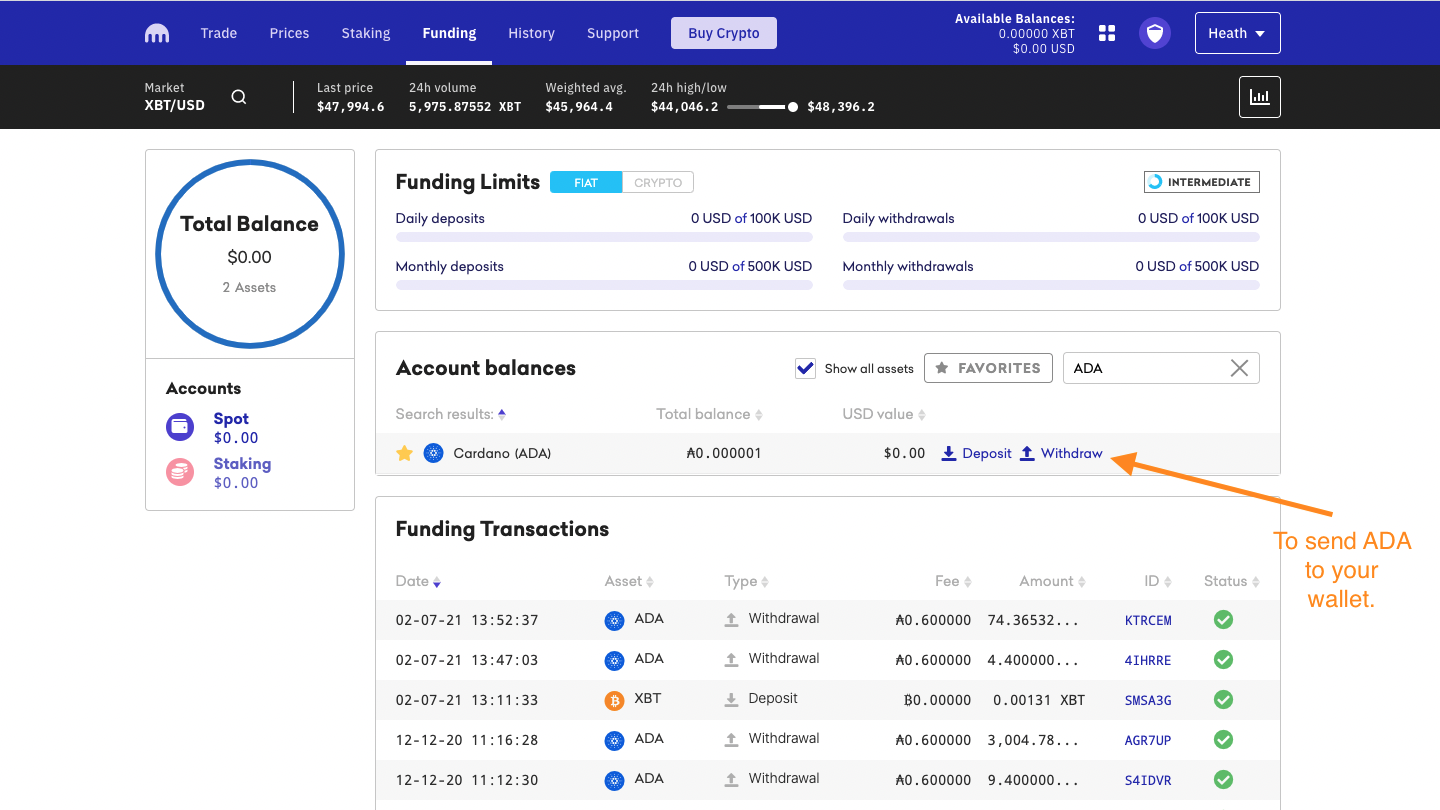 Trade Prices Staking Funding History Support Buy Crypto
Available Balances:
0.00000 XBT
$0.00 USD
Heath
Market
XBT/USD
Last price
$47,994.6
24h volume
5,975.87552 XBT
Weighted avg.
$45,964.4
24h high/low
$44,046.2 $48,396.2
Total Balance
$0.00
2 Assets
Accounts
Spot
$0.00
Staking
$0.00
Funding Limits FIAT CRYPTO INTERMEDIATE
Daily deposits 0 USD of 100K USD
Daily withdrawals 0 USD of 100K USD
Monthly deposits 0 USD of 500K USD
Monthly withdrawals 0 USD of 500K USD
Account balances Show all assets FAVORITES ADA
Search results: Total balance USD value
Cardano (ADA) ₳0.000001 $0.00 Deposit Withdraw
To send ADA
to your
wallet.
Funding Transactions
Date Asset Type Fee Amount ID Status
02-07-21 13:52:37 ADA Withdrawal ₳0.600000 74.36532... KTRCEM
02-07-21 13:47:03 ADA Withdrawal ₳0.600000 4.400000... 4IHRRE
02-07-21 13:11:33 XBT Deposit ₿0.00000 0.00131 XBT SMSA3G
12-12-20 11:16:28 ADA Withdrawal ₳0.600000 3,004.78... AGR7UP
12-12-20 11:12:30 ADA Withdrawal ₳0.600000 9.400000... S4IDVR